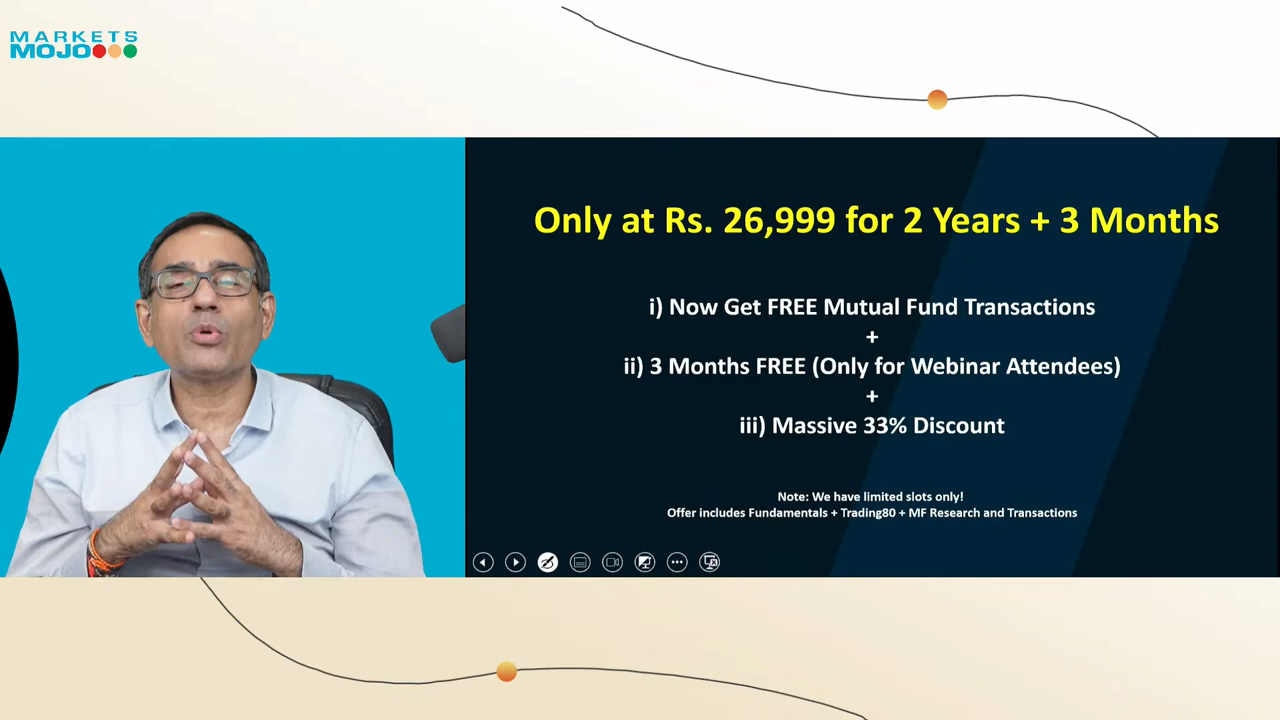 MARKETS
MOJO
Only at Rs. 26,999 for 2 Years + 3 Months
i) Now Get FREE Mutual Fund Transactions
+
ii) 3 Months FREE (Only for Webinar Attendees)
+
iii) Massive 33% Discount
Note: We have limited slots only!
Offer includes Fundamentals + Trading80 + MF Research and Transactions